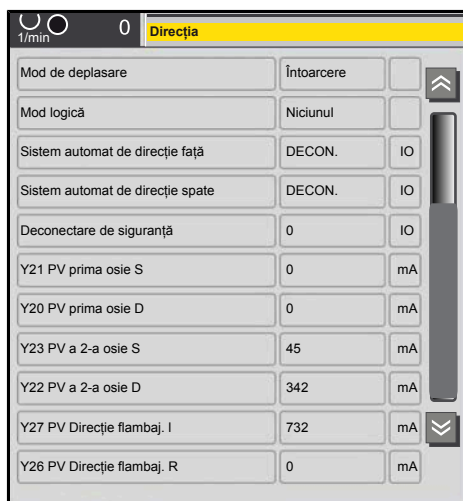 1/min 0 Direcția
Mod de deplasare Întoarcere
Mod logică Niciunul
Sistem automat de direcție față DECON. IO
Sistem automat de direcție spate DECON. IO
Deconectare de siguranță 0 IO
Y21 PV prima osie S 0 mA
Y20 PV prima osie D 0 mA
Y23 PV a 2-a osie S 45 mA
Y22 PV a 2-a osie D 342 mA
Y27 PV Direcție flambaj. I 732 mA
Y26 PV Direcție flambaj. R 0 mA